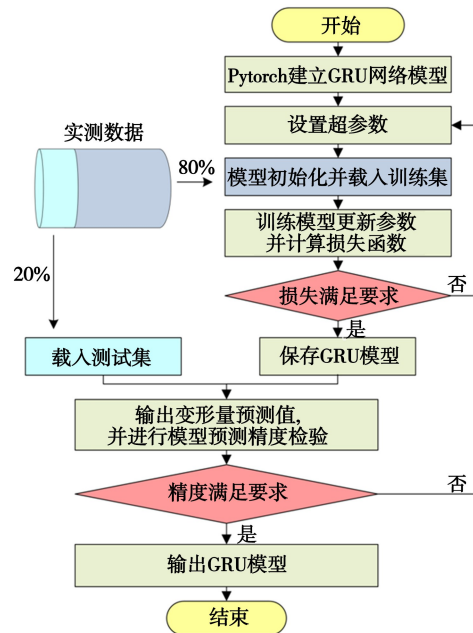 开始
Pytorch建立GRU网络模型
设置超参数
实测数据
80%
模型初始化并载入训练集
训练模型更新参数
并计算损失函数
20%
损失满足要求
否
是
载入测试集
保存GRU模型
输出变形量预测值,
并进行模型预测精度检验
精度满足要求
否
是
输出GRU模型
结束